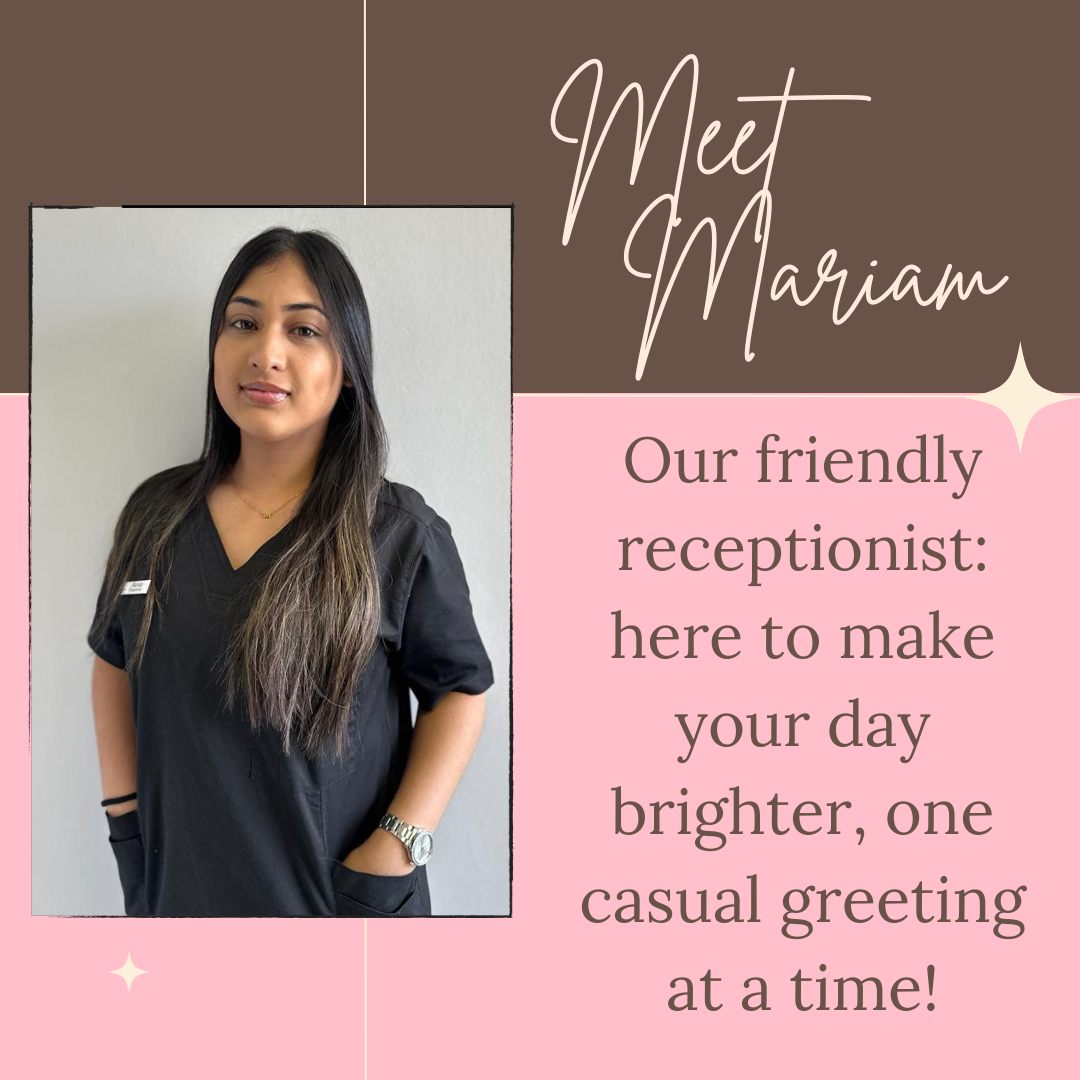 Meet
Mariam
Our friendly
receptionist:
here to make
your day
brighter, one
casual greeting
at a time!